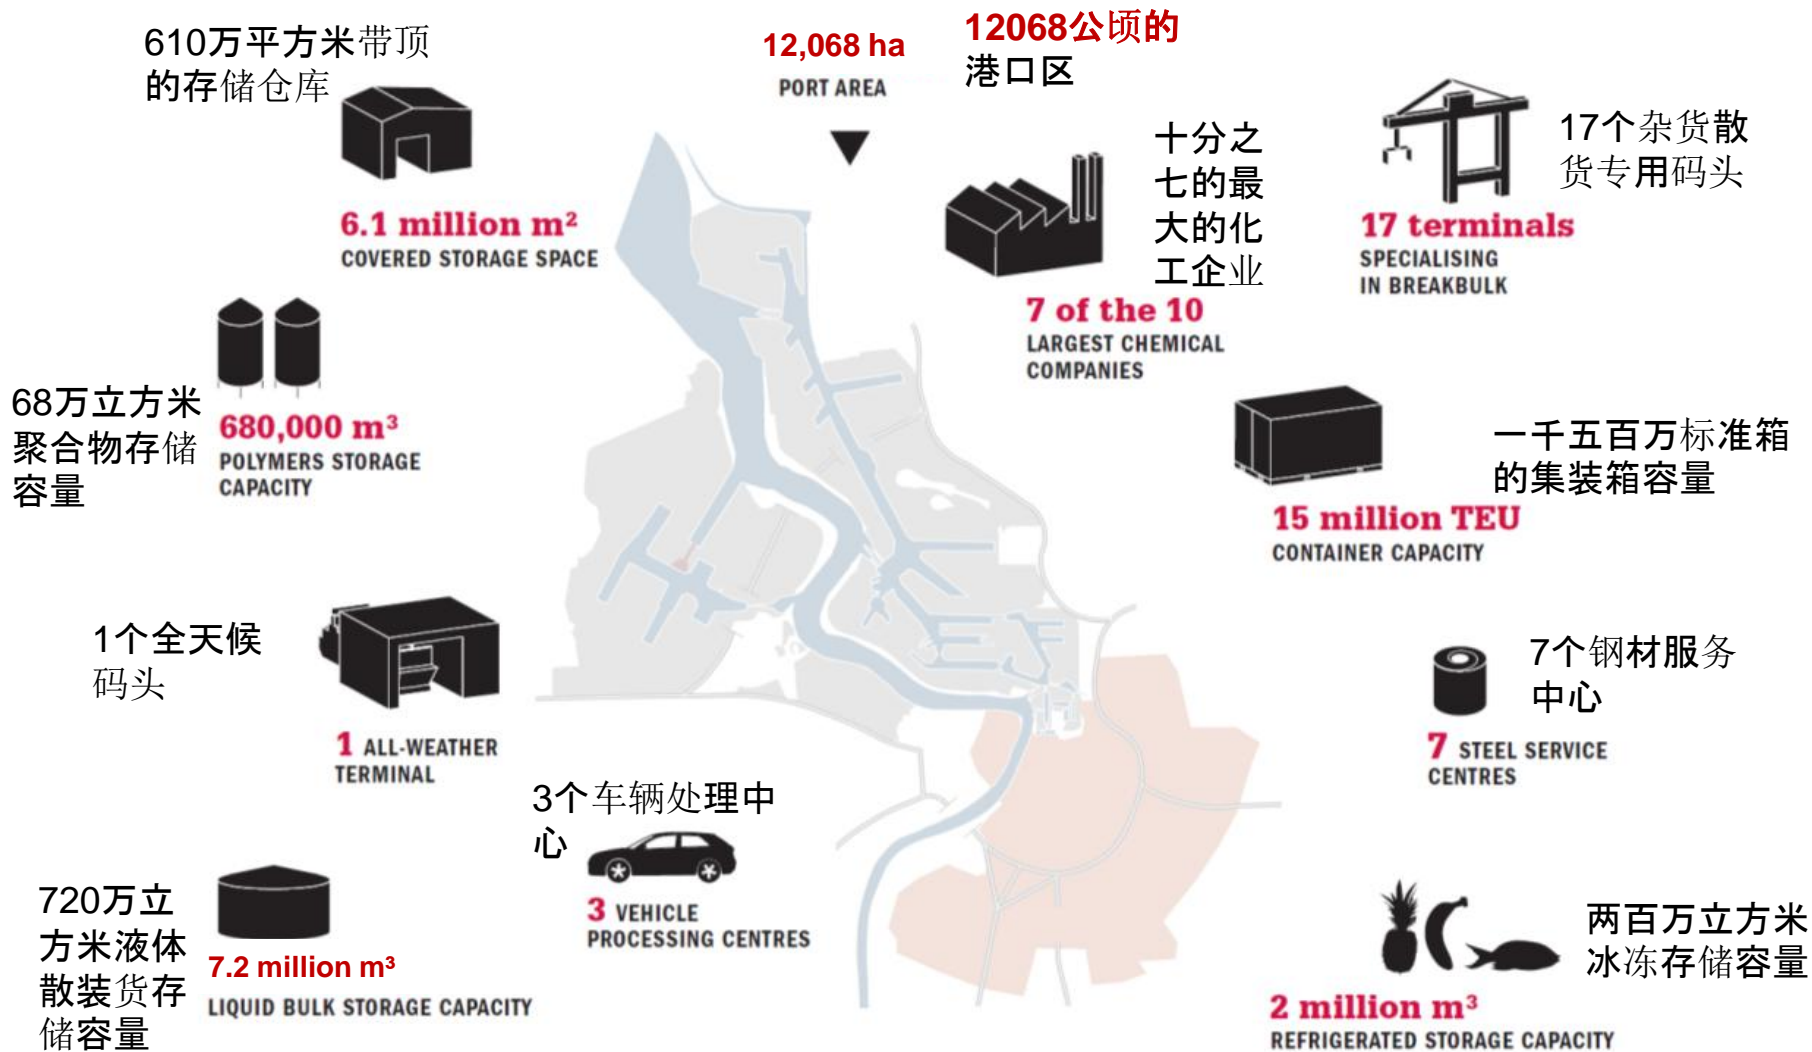 610万平方米带顶
的存储仓库
6.1 million m²
COVERED STORAGE SPACE
12,068 ha
PORT AREA
12068公顷的
港口区
十分之
七的最
大的化
工企业
7 of the 10
LARGEST CHEMICAL
COMPANIES
17个杂货散
货专用码头
17 terminals
SPECIALISING
IN BREAKBULK
68万立方米
聚合物存储
容量
680,000 m³
POLYMERS STORAGE
CAPACITY
一千五百万标准箱
的集装箱容量
15 million TEU
CONTAINER CAPACITY
1个全天候
码头
1 ALL-WEATHER
TERMINAL
7个钢材服务
中心
7 STEEL SERVICE
CENTRES
3个车辆处理中
心
3 VEHICLE
PROCESSING CENTRES
720万立
方米液体
散装货存
储容量
7.2 million m³
LIQUID BULK STORAGE CAPACITY
两百万立方米
冰冻存储容量
2 million m³
REFRIGERATED STORAGE CAPACITY